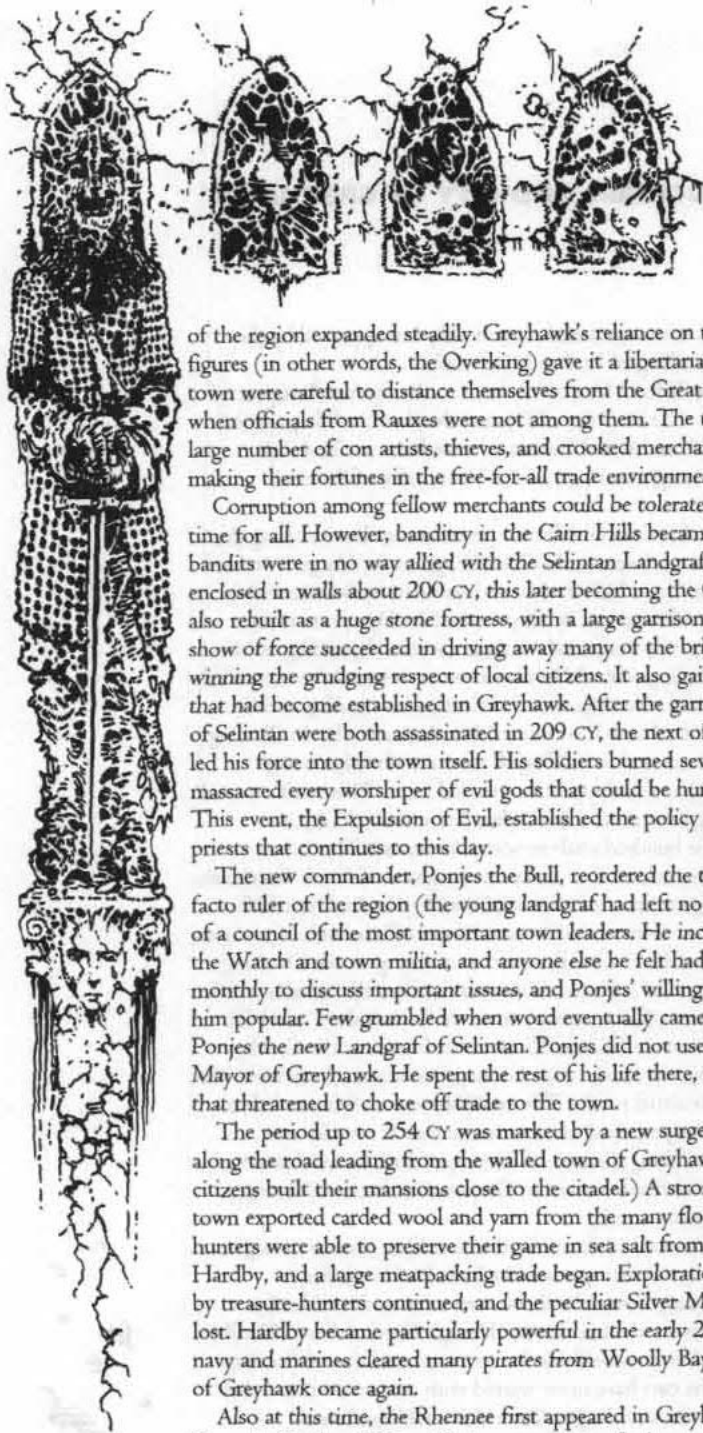 of the region expanded steadily. Greyhawk's reliance on
figures (in other words, the Overking) gave it a libertaria
town were careful to distance themselves from the Great
when officials from Rauxes were not among them. The
large number of con artists, thieves, and crooked mercha
making their fortunes in the free-for-all trade environme
Corruption among fellow merchants could be tolerate
time for all. However, banditry in the Cairn Hills becam
bandits were in no way allied with the Selintan Landgraf
enclosed in walls about 200 CY, this later becoming the
also rebuilt as a huge stone fortress, with a large garrison
show of force succeeded in driving away many of the bri
winning the grudging respect of local citizens. It also gai
that had become established in Greyhawk. After the garr
of Selintan were both assassinated in 209 CY, the next of
led his force into the town itself. His soldiers burned sev
massacred every worshiper of evil gods that could be hun
This event, the Expulsion of Evil, established the policy
priests that continues to this day.
The new commander, Ponjes the Bull, reordered the t
facto ruler of the region (the young landgraf had left no
of a council of the most important town leaders. He inc
the Watch and town militia, and anyone else he felt had
monthly to discuss important issues, and Ponjes' willing
him popular. Few grumbled when word eventually came
Ponjes the new Landgraf of Selintan. Ponjes did not use
Mayor of Greyhawk. He spent the rest of his life there,
that threatened to choke off trade to the town.
The period up to 254 CY was marked by a new surge
along the road leading from the walled town of Greyhaw
citizens built their mansions close to the citadel.) A stro
town exported carded wool and yarn from the many flo
hunters were able to preserve their game in sea salt from
Hardby, and a large meatpacking trade began. Exploratio
by treasure-hunters continued, and the peculiar Silver M
lost. Hardby became particularly powerful in the early 2
navy and marines cleared many pirates from Woolly Bay
of Greyhawk once again.
Also at this time, the Rhennee first appeared in Greyh